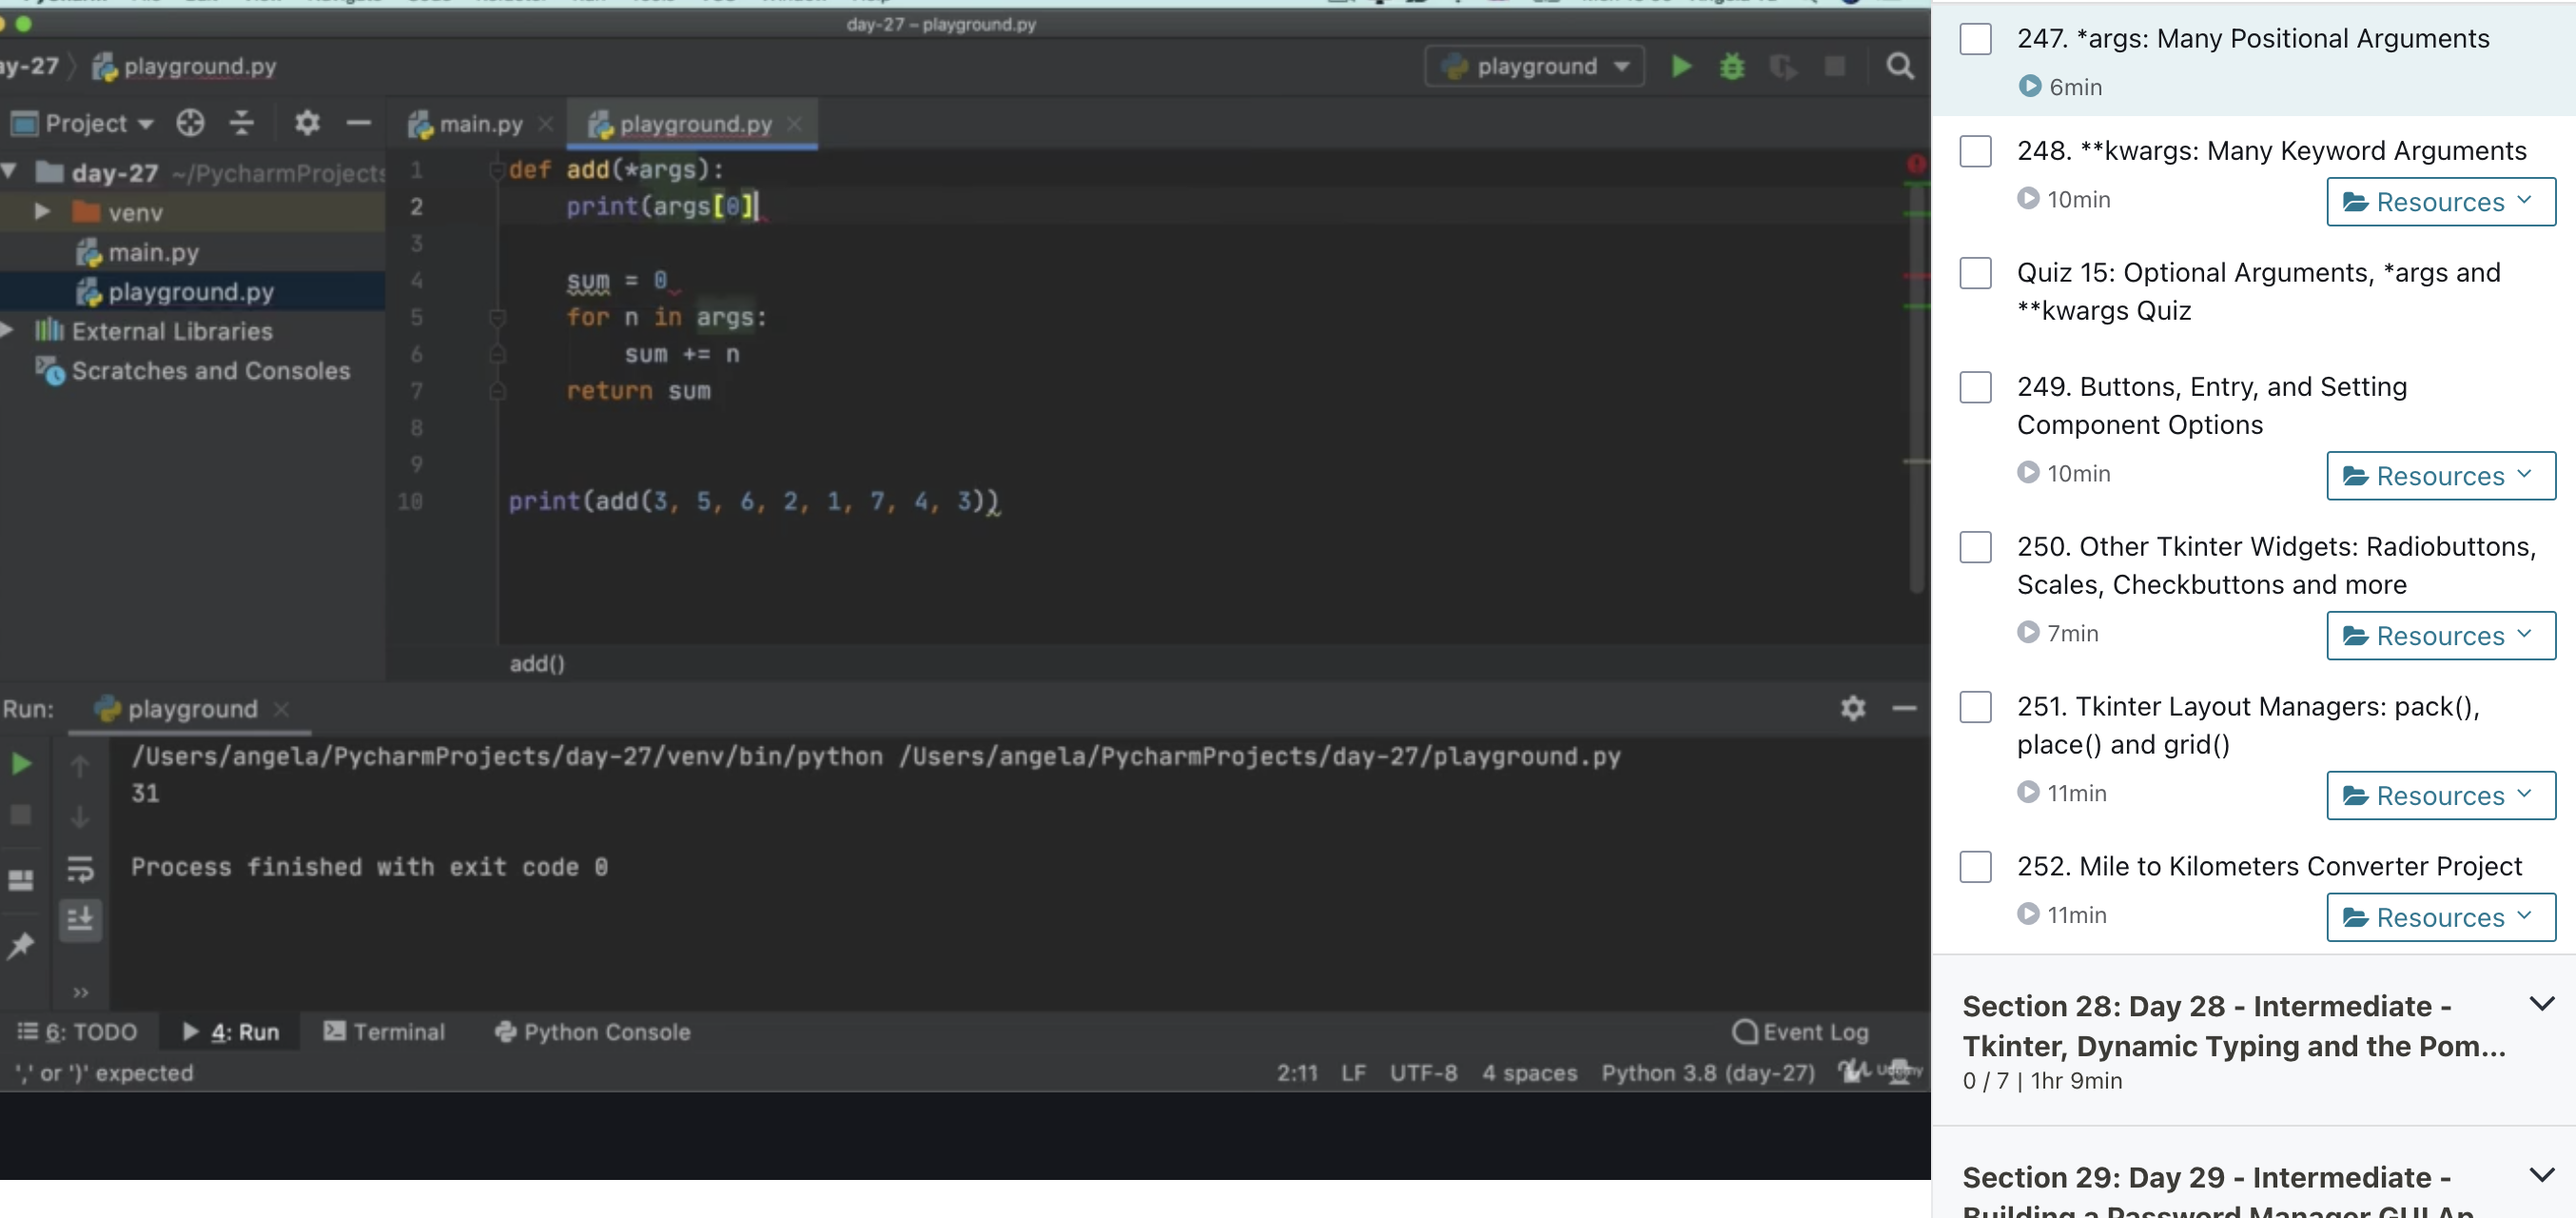 day-27 – playground.py
ay-27
playground.py
playground
Project
main.py
playground.py
day-27 ~/PycharmProjects
venv
main.py
playground.py
External Libraries
Scratches and Consoles
1 def add(*args):
2     print(args[0]
3
4     sum = 0
5     for n in args:
6         sum += n
7     return sum
8
9
10 print(add(3, 5, 6, 2, 1, 7, 4, 3))
add()
Run: playground
/Users/angela/PycharmProjects/day-27/venv/bin/python /Users/angela/PycharmProjects/day-27/playground.py
31
Process finished with exit code 0
»
6: TODO 4: Run Terminal Python Console Event Log
',' or ')' expected 2:11 LF UTF-8 4 spaces Python 3.8 (day-27)
247. *args: Many Positional Arguments
6min
248. **kwargs: Many Keyword Arguments
10min
Resources
Quiz 15: Optional Arguments, *args and
**kwargs Quiz
249. Buttons, Entry, and Setting
Component Options
10min
Resources
250. Other Tkinter Widgets: Radiobuttons,
Scales, Checkbuttons and more
7min
Resources
251. Tkinter Layout Managers: pack(),
place() and grid()
11min
Resources
252. Mile to Kilometers Converter Project
11min
Resources
Section 28: Day 28 - Intermediate -
Tkinter, Dynamic Typing and the Pom...
0 / 7 | 1hr 9min
Section 29: Day 29 - Intermediate -
Building a Password Manager GUI Ap